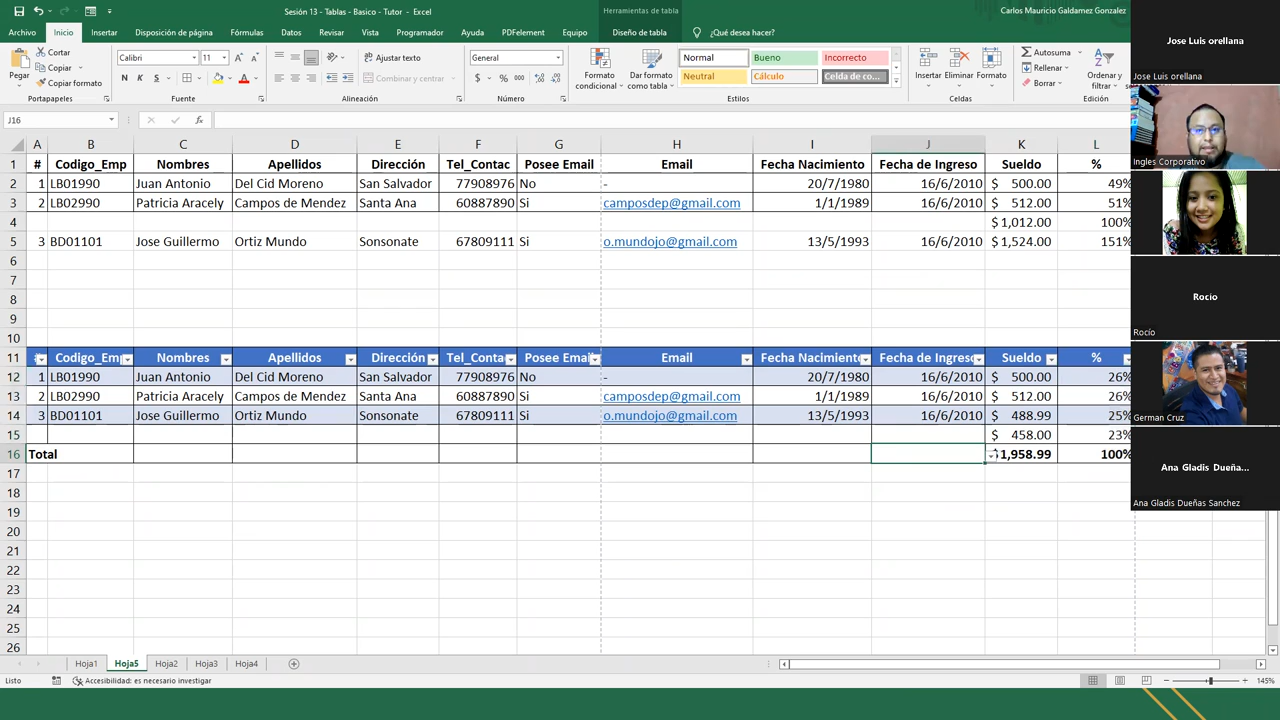 Sesión 13 - Tablas - Basico - Tutor - Excel
Herramientas de tabla
Carlos Mauricio Galdamez Gonzalez
Archivo Inicio Insertar Disposición de página Fórmulas Datos Revisar Vista Programador Ayuda PDFelement Equipo Diseño de tabla ¿Qué desea hacer?
Pegar
Cortar
Copiar
Copiar formato
Portapapeles
Calibri 11
N K S
Fuente
Ajustar texto
Combinar y centrar
Alineación
General
$ % 000
Número
Formato condicional
Dar formato como tabla
Normal Bueno Incorrecto
Neutral Cálculo Celda de co...
Estilos
Insertar Eliminar Formato
Celdas
Autosuma
Rellenar
Borrar
Ordenar y filtrar
Edición
J16
fx
A B C D E F G H I J K L
1 # Codigo_Emp Nombres Apellidos Dirección Tel_Contac Posee Email Email Fecha Nacimiento Fecha de Ingreso Sueldo %
2 1 LB01990 Juan Antonio Del Cid Moreno San Salvador 77908976 No - 20/7/1980 16/6/2010 $ 500.00 49%
3 2 LB02990 Patricia Aracely Campos de Mendez Santa Ana 60887890 Si camposdep@gmail.com 1/1/1989 16/6/2010 $ 512.00 51%
4 $ 1,012.00 100%
5 3 BD01101 Jose Guillermo Ortiz Mundo Sonsonate 67809111 Si o.mundojo@gmail.com 13/5/1993 16/6/2010 $ 1,524.00 151%
6
7
8
9
10
11 # Codigo_Emp Nombres Apellidos Dirección Tel_Contac Posee Email Email Fecha Nacimiento Fecha de Ingreso Sueldo %
12 1 LB01990 Juan Antonio Del Cid Moreno San Salvador 77908976 No - 20/7/1980 16/6/2010 $ 500.00 26%
13 2 LB02990 Patricia Aracely Campos de Mendez Santa Ana 60887890 Si camposdep@gmail.com 1/1/1989 16/6/2010 $ 512.00 26%
14 3 BD01101 Jose Guillermo Ortiz Mundo Sonsonate 67809111 Si o.mundojo@gmail.com 13/5/1993 16/6/2010 $ 488.99 25%
15 $ 458.00 23%
16 Total 1,958.99 100%
17
18
19
20
21
22
23
24
25
26
Hoja1 Hoja5 Hoja2 Hoja3 Hoja4
Listo Accesibilidad: es necesario investigar 145%
Jose Luis orellana
Jose Luis orellana
Ingles Corporativo
Rocío
Rocío
German Cruz
Ana Gladis Dueña...
Ana Gladis Dueñas Sanchez